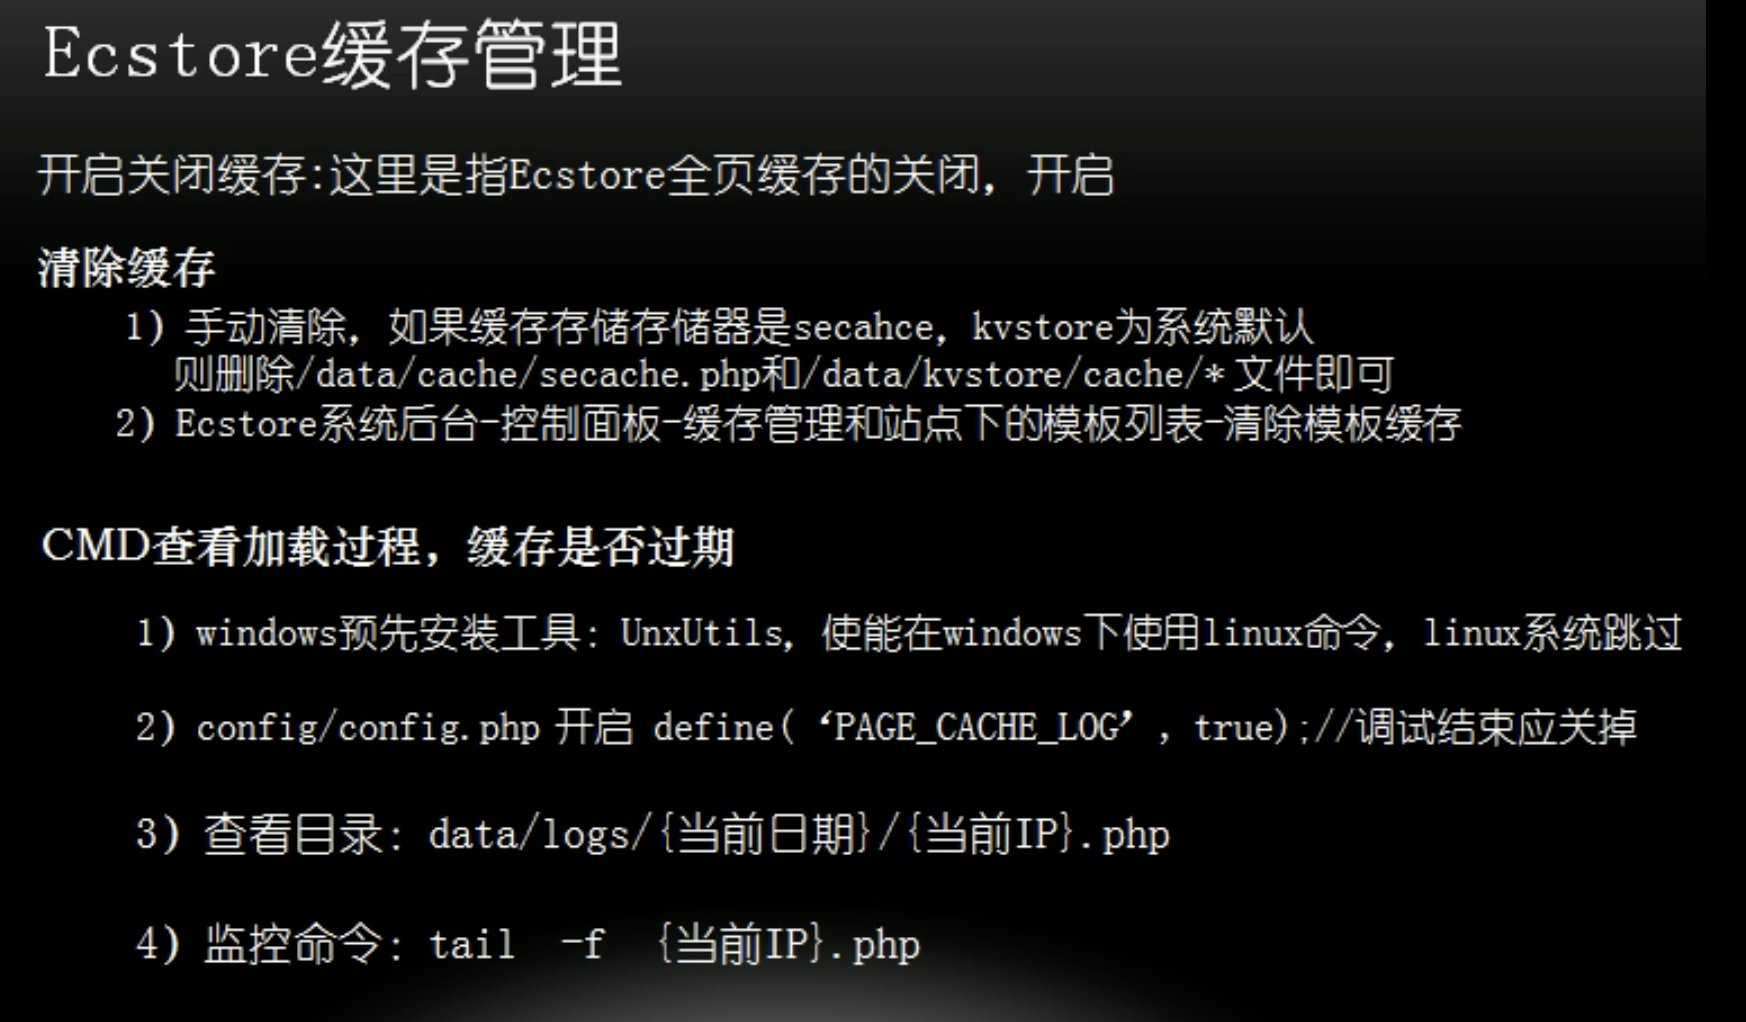 Ecstore缓存管理
开启关闭缓存:这里是指Ecstore全页缓存的关闭，开启
清除缓存
1) 手动清除，如果缓存存储存储器是secahce，kvstore为系统默认
则删除/data/cache/secache.php和/data/kvstore/cache/* 文件即可
2) Ecstore系统后台-控制面板-缓存管理和站点下的模板列表-清除模板缓存
CMD查看加载过程，缓存是否过期
1) windows预先安装工具: UnxUtils，使能在windows下使用linux命令，linux系统跳过
2) config/config.php 开启 define( ‘PAGE_CACHE_LOG’ , true);//调试结束应关掉
3) 查看目录: data/logs/{当前日期}/{当前IP}.php
4) 监控命令: tail -f {当前IP}.php